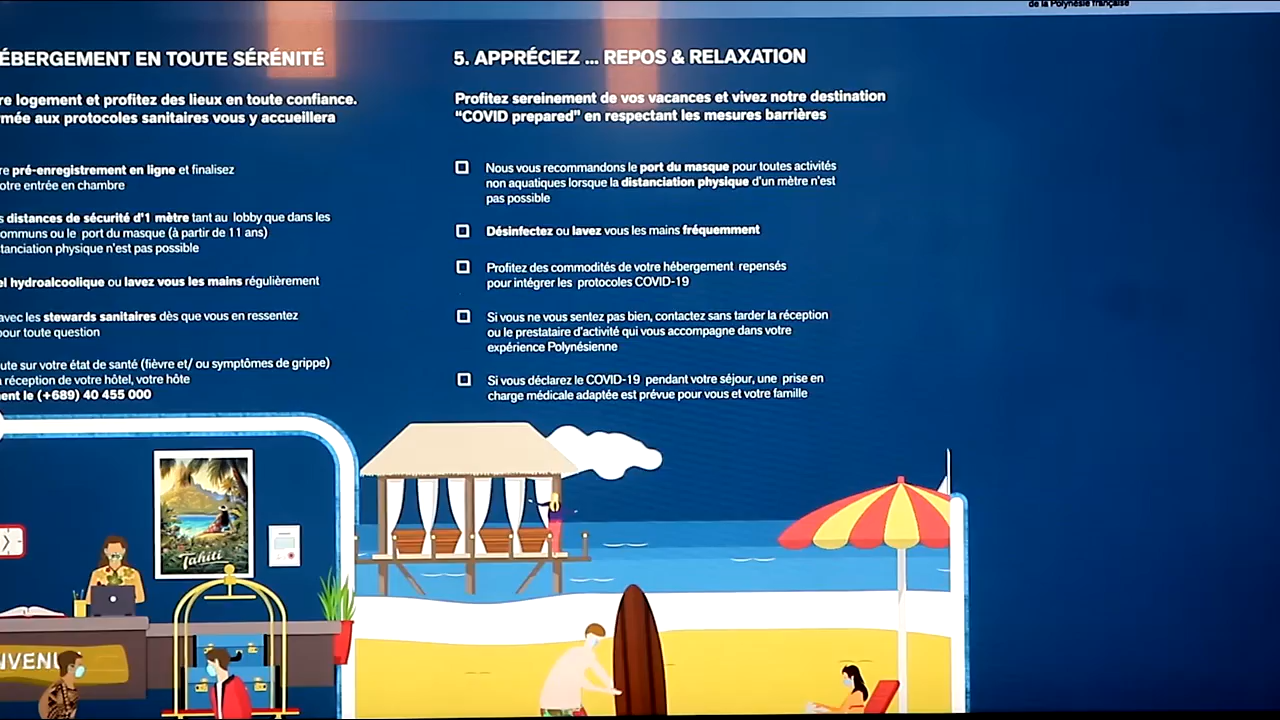 de la Polynésie française
ÉBERGEMENT EN TOUTE SÉRÉNITÉ
re logement et profitez des lieux en toute confiance.
rmée aux protocoles sanitaires vous y accueillera
re pré-enregistrement en ligne et finalisez
otre entrée en chambre
s distances de sécurité d'1 mètre tant au lobby que dans les
ommuns ou le port du masque (à partir de 11 ans)
tanciation physique n'est pas possible
el hydroalcoolique ou lavez vous les mains régulièrement
avec les stewards sanitaires dès que vous en ressentez
pour toute question
ute sur votre état de santé (fièvre et/ ou symptômes de grippe)
a réception de votre hôtel, votre hôte
ent le (+689) 40 455 000
5. APPRÉCIEZ ... REPOS & RELAXATION
Profitez sereinement de vos vacances et vivez notre destination
"COVID prepared" en respectant les mesures barrières
Nous vous recommandons le port du masque pour toutes activités
non aquatiques lorsque la distanciation physique d'un mètre n'est
pas possible
Désinfectez ou lavez vous les mains fréquemment
Profitez des commodités de votre hébergement repensés
pour intégrer les protocoles COVID-19
Si vous ne vous sentez pas bien, contactez sans tarder la réception
ou le prestataire d'activité qui vous accompagne dans votre
expérience Polynésienne
Si vous déclarez le COVID-19 pendant votre séjour, une prise en
charge médicale adaptée est prévue pour vous et votre famille
Tahiti
NVENU